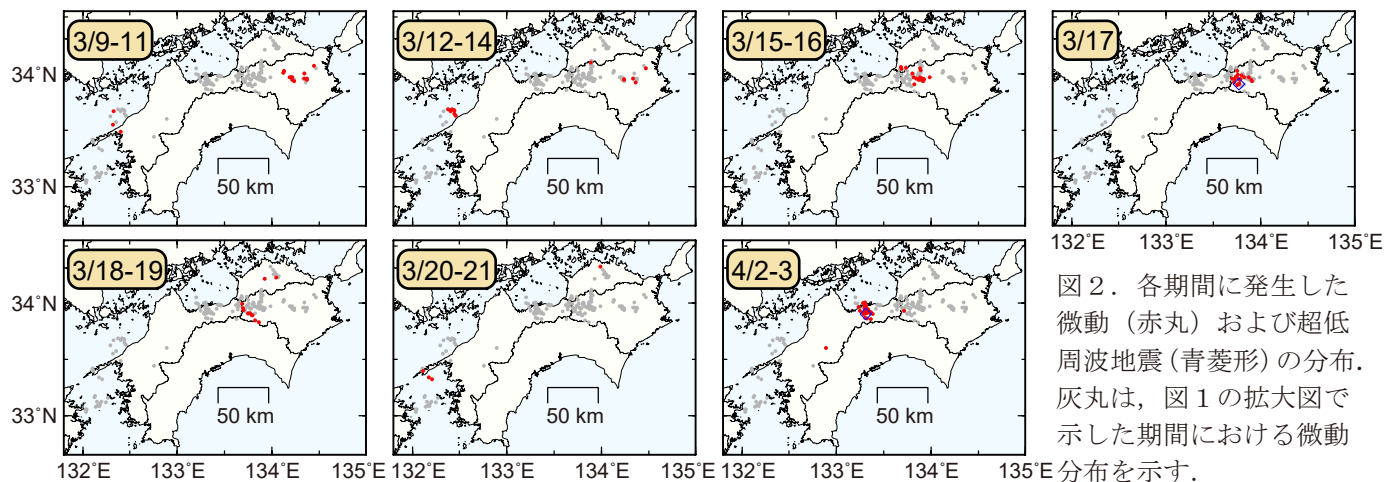 3/9-11
3/12-14
3/15-16
3/17
34°N
33°N
50 km
50 km
50 km
50 km
132°E
133°E
134°E
135°E
3/18-19
3/20-21
4/2-3
34°N
33°N
50 km
50 km
50 km
132°E
133°E
134°E
135°E
132°E
133°E
134°E
135°E
132°E
133°E
134°E
135°E
図2．各期間に発生した
微動（赤丸）および超低
周波地震（青菱形）の分布．
灰丸は，図1の拡大図で
示した期間における微動
分布を示す．